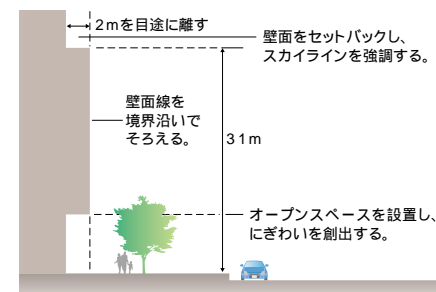 2mを目途に離す
壁面をセットバックし、
スカイラインを強調する。
壁面線を
境界沿いで
そろえる。
31m
オープンスペースを設置し、
にぎわいを創出する。